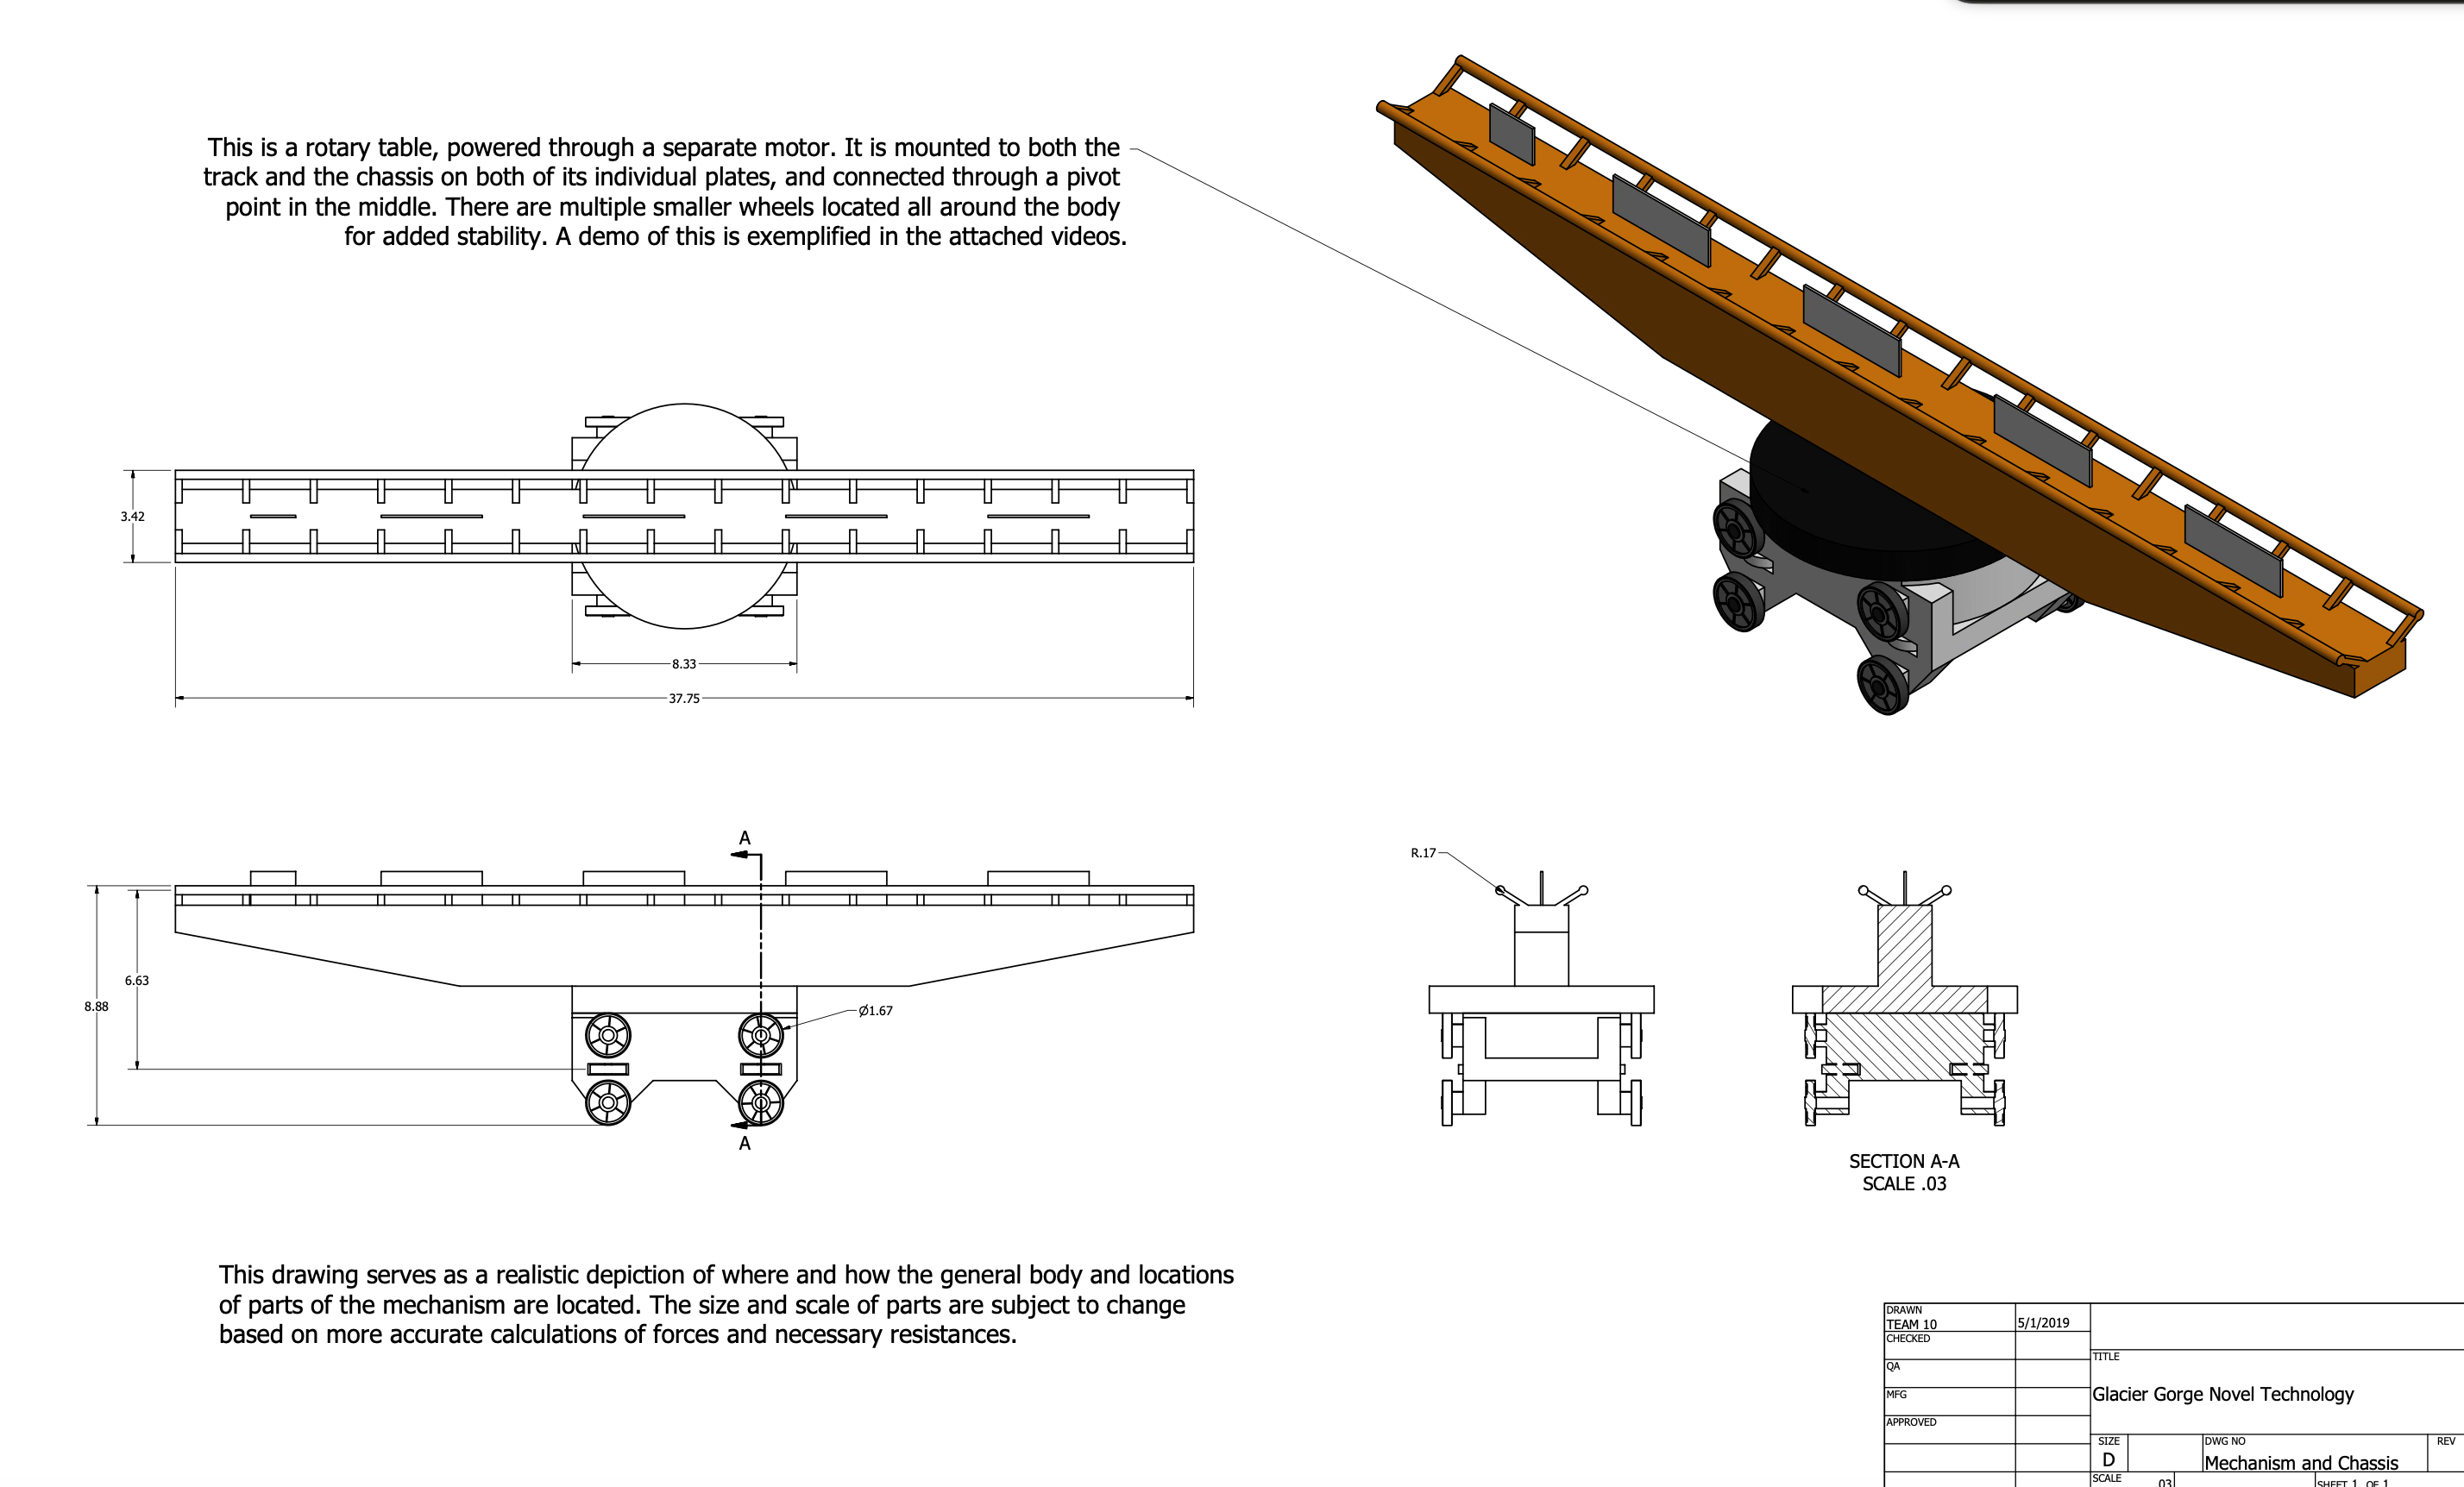 This is a rotary table, powered through a separate motor. It is mounted to both the
track and the chassis on both of its individual plates, and connected through a pivot
point in the middle. There are multiple smaller wheels located all around the body
for added stability. A demo of this is exemplified in the attached videos.
3.42
8.33
37.75
A
R.17
6.63
8.88
Ø1.67
A
SECTION A-A
SCALE .03
This drawing serves as a realistic depiction of where and how the general body and locations
of parts of the mechanism are located. The size and scale of parts are subject to change
based on more accurate calculations of forces and necessary resistances.
DRAWN
TEAM 10
5/1/2019
CHECKED
QA
MFG
APPROVED
TITLE
Glacier Gorge Novel Technology
SIZE
D
DWG NO
Mechanism and Chassis
REV
SCALE
.03
SHEET 1 OF 1